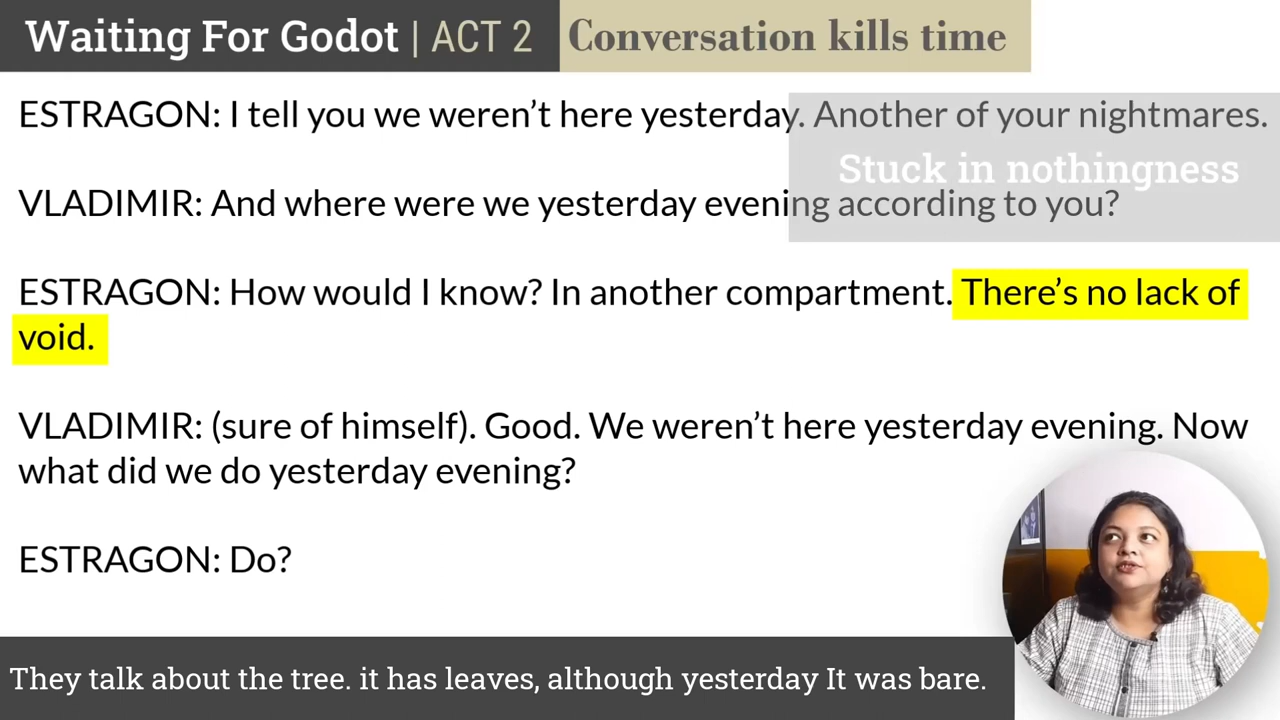 Waiting For Godot | ACT 2 Conversation kills time
ESTRAGON: I tell you we weren’t here yesterday. Another of your nightmares.
Stuck in nothingness
VLADIMIR: And where were we yesterday evening according to you?
ESTRAGON: How would I know? In another compartment. There’s no lack of
void.
VLADIMIR: (sure of himself). Good. We weren’t here yesterday evening. Now
what did we do yesterday evening?
ESTRAGON: Do?
They talk about the tree. it has leaves, although yesterday It was bare.